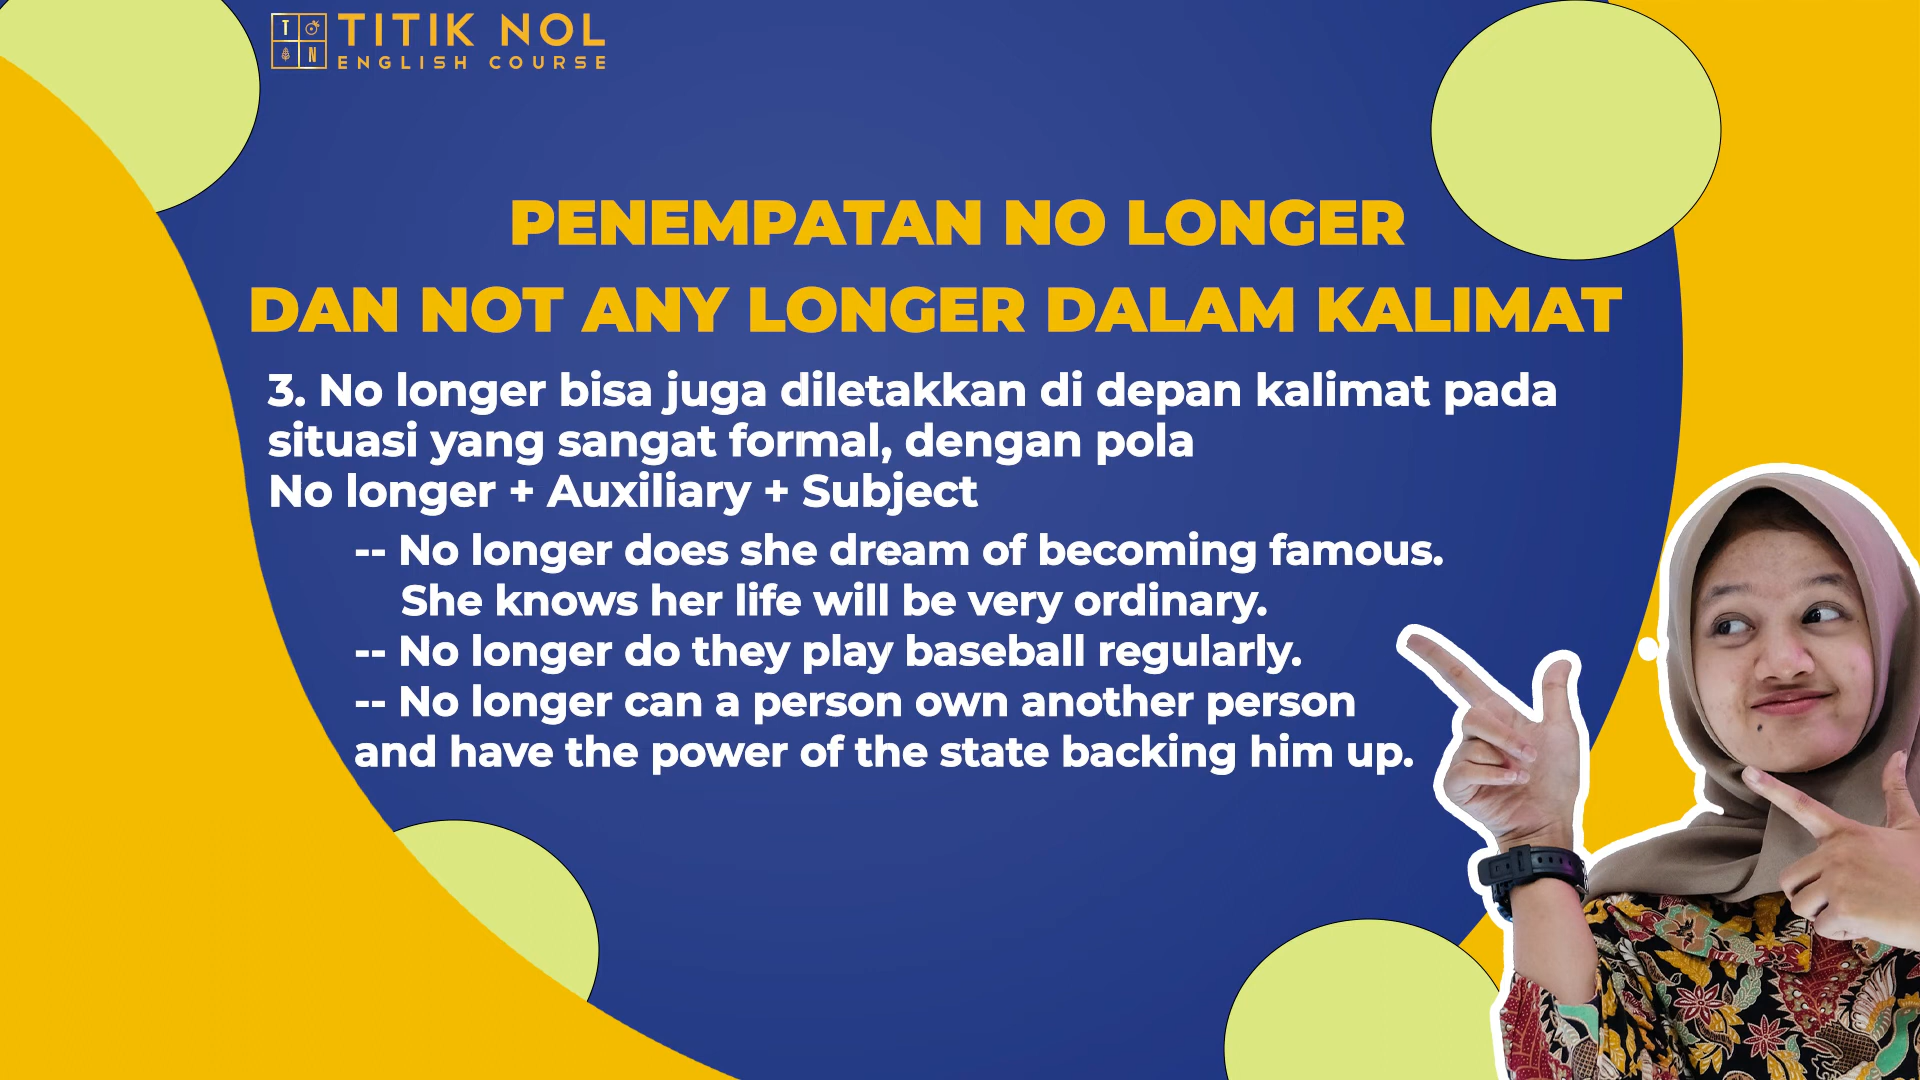 T
N
TITIK NOL
ENGLISH COURSE
PENEMPATAN NO LONGER
DAN NOT ANY LONGER DALAM KALIMAT
3. No longer bisa juga diletakkan di depan kalimat pada
situasi yang sangat formal, dengan pola
No longer + Auxiliary + Subject
-- No longer does she dream of becoming famous.
She knows her life will be very ordinary.
-- No longer do they play baseball regularly.
-- No longer can a person own another person
and have the power of the state backing him up.